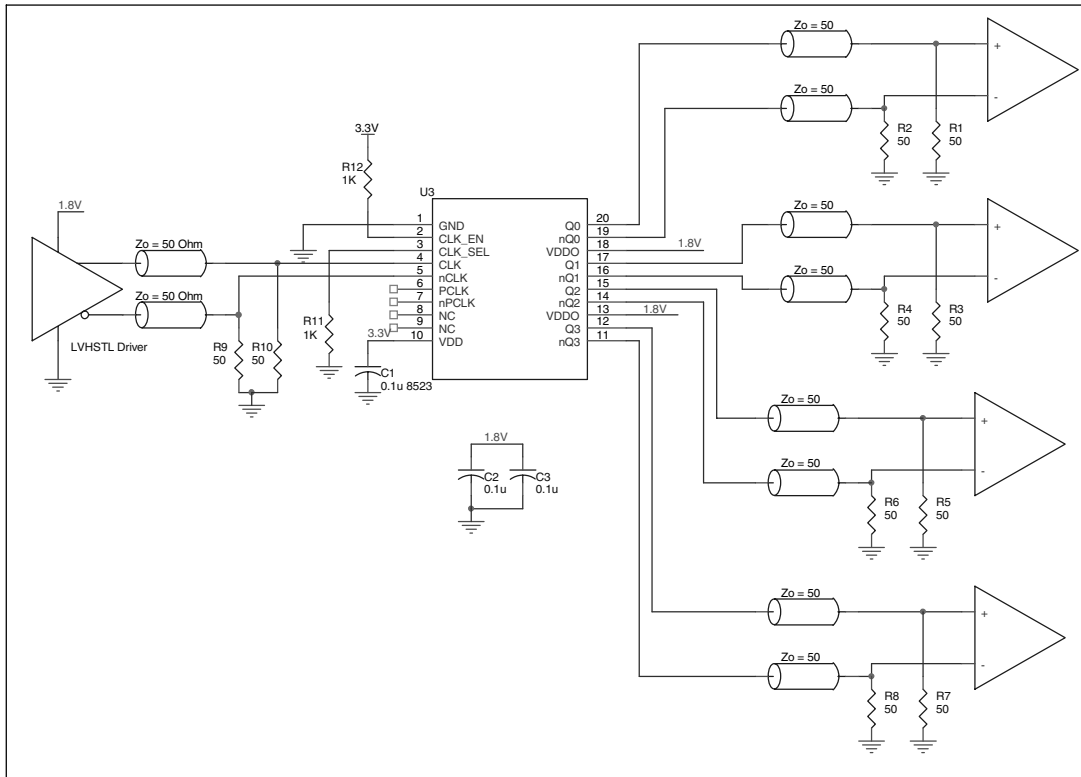 Zo = 50
+
Zo = 50
-
R2
50
R1
50
3.3V
R12
1K
U3
1.8V
Zo = 50 Ohm
Zo = 50 Ohm
LVHSTL Driver
R9
50
R10
50
R11
1K
3.3V
C1
0.1u
8523
1 GND
2 CLK_EN
3 CLK_SEL
4 CLK
5 nCLK
6 PCLK
7 nPCLK
8 NC
9 NC
10 VDD
Q0 20
nQ0 19
VDDO 18
Q1 17
nQ1 16
Q2 15
nQ2 14
VDDO 13
Q3 12
nQ3 11
1.8V
1.8V
Zo = 50
+
Zo = 50
-
R4
50
R3
50
1.8V
C2
0.1u
C3
0.1u
Zo = 50
+
Zo = 50
-
R6
50
R5
50
Zo = 50
+
Zo = 50
-
R8
50
R7
50